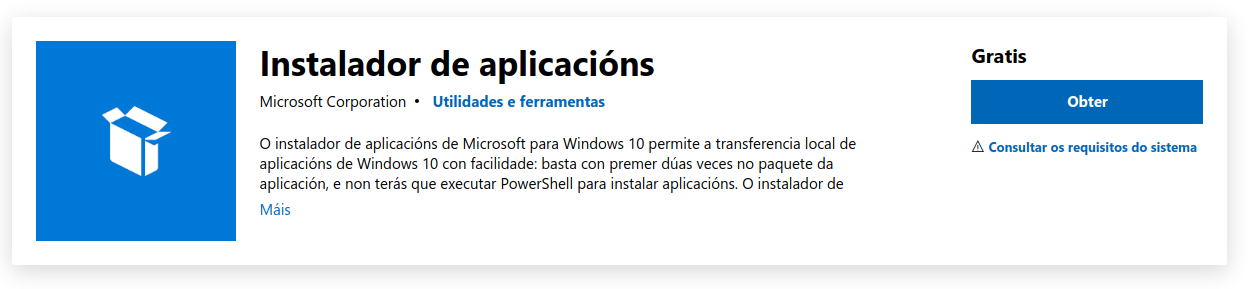 Instalador de aplicacións
Microsoft Corporation • Utilidades e ferramentas
O instalador de aplicacións de Microsoft para Windows 10 permite a transferencia local de
aplicacións de Windows 10 con facilidade: basta con premer dúas veces no paquete da
aplicación, e non terás que executar PowerShell para instalar aplicacións. O instalador de
Máis
Gratis
Obter
⚠ Consultar os requisitos do sistema